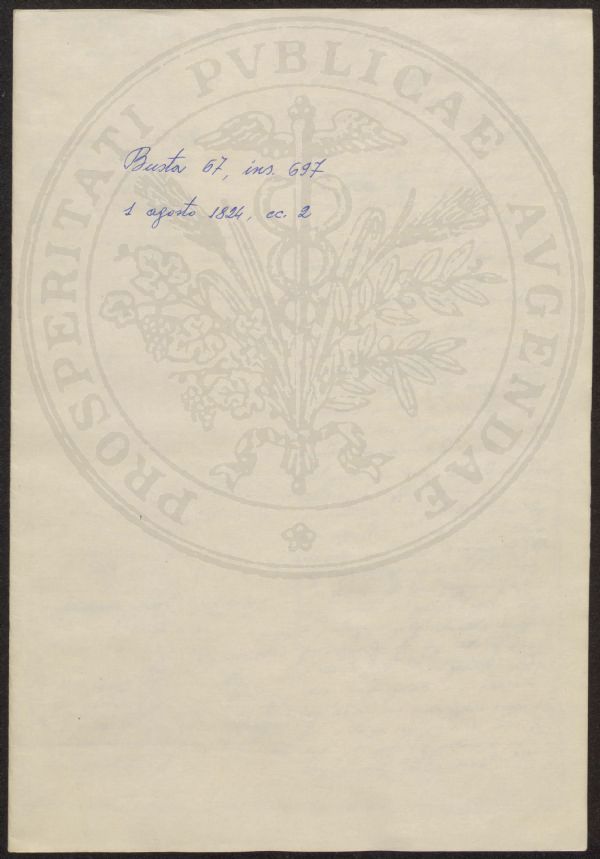 PROSPERITATI PVBLICAE AVGENDAE
Busta 67, ins. 697
1 agosto 1824, cc. 2